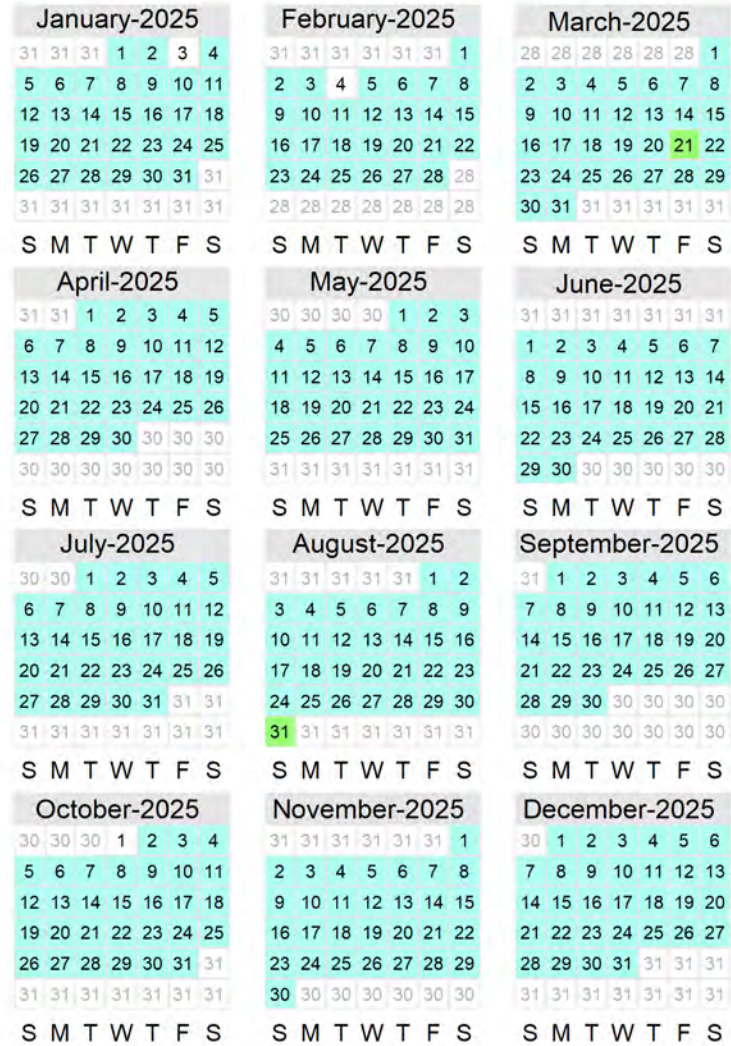 January-2025 February-2025 March-2025
31 31 31 1 2 3 4 31 31 31 31 31 31 1 28 28 28 28 28 28 1
5 6 7 8 9 10 11 2 3 4 5 6 7 8 2 3 4 5 6 7 8
12 13 14 15 16 17 18 9 10 11 12 13 14 15 9 10 11 12 13 14 15
19 20 21 22 23 24 25 16 17 18 19 20 21 22 16 17 18 19 20 21 22
26 27 28 29 30 31 31 23 24 25 26 27 28 28 23 24 25 26 27 28 29
31 31 31 31 31 31 31 28 28 28 28 28 28 28 30 31 31 31 31 31 31
S M T W T F S S M T W T F S S M T W T F S
April-2025 May-2025 June-2025
31 31 1 2 3 4 5 30 30 30 30 1 2 3 31 31 31 31 31 31 31
6 7 8 9 10 11 12 4 5 6 7 8 9 10 1 2 3 4 5 6 7
13 14 15 16 17 18 19 11 12 13 14 15 16 17 8 9 10 11 12 13 14
20 21 22 23 24 25 26 18 19 20 21 22 23 24 15 16 17 18 19 20 21
27 28 29 30 30 30 30 25 26 27 28 29 30 31 22 23 24 25 26 27 28
30 30 30 30 30 30 30 31 31 31 31 31 31 31 29 30 30 30 30 30 30
S M T W T F S S M T W T F S S M T W T F S
July-2025 August-2025 September-2025
30 30 1 2 3 4 5 31 31 31 31 31 1 2 31 1 2 3 4 5 6
6 7 8 9 10 11 12 3 4 5 6 7 8 9 7 8 9 10 11 12 13
13 14 15 16 17 18 19 10 11 12 13 14 15 16 14 15 16 17 18 19 20
20 21 22 23 24 25 26 17 18 19 20 21 22 23 21 22 23 24 25 26 27
27 28 29 30 31 31 31 24 25 26 27 28 29 30 28 29 30 30 30 30 30
31 31 31 31 31 31 31 31 31 31 31 31 31 31 30 30 30 30 30 30 30
S M T W T F S S M T W T F S S M T W T F S
October-2025 November-2025 December-2025
30 30 30 1 2 3 4 31 31 31 31 31 31 1 30 1 2 3 4 5 6
5 6 7 8 9 10 11 2 3 4 5 6 7 8 7 8 9 10 11 12 13
12 13 14 15 16 17 18 9 10 11 12 13 14 15 14 15 16 17 18 19 20
19 20 21 22 23 24 25 16 17 18 19 20 21 22 21 22 23 24 25 26 27
26 27 28 29 30 31 31 23 24 25 26 27 28 29 28 29 30 31 31 31 31
31 31 31 31 31 31 31 30 30 30 30 30 30 30 31 31 31 31 31 31 31
S M T W T F S S M T W T F S S M T W T F S